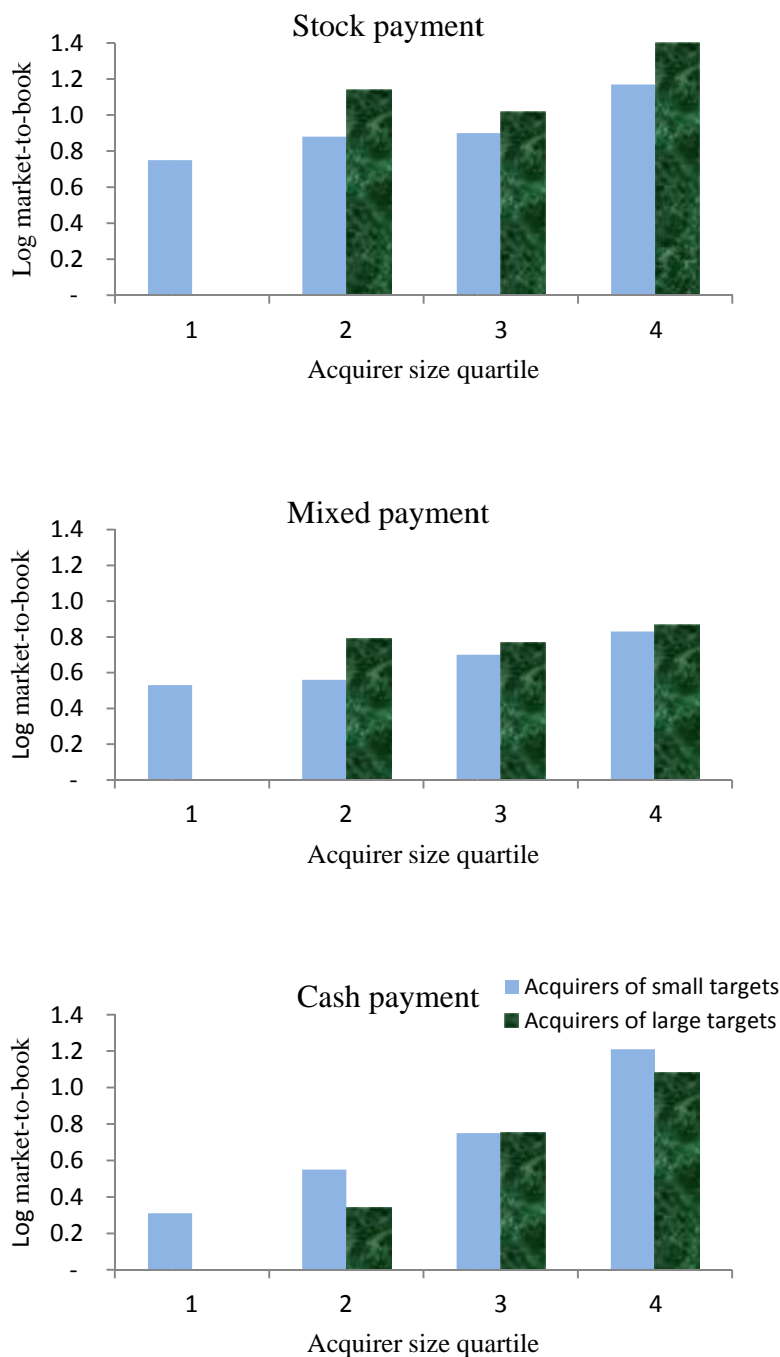 Stock payment
1.4
1.2
1.0
0.8
0.6
0.4
0.2
-
Log market-to-book
1 2 3 4
Acquirer size quartile
Mixed payment
1.4
1.2
1.0
0.8
0.6
0.4
0.2
-
Log market-to-book
1 2 3 4
Acquirer size quartile
Cash payment
Acquirers of small targets
Acquirers of large targets
1.4
1.2
1.0
0.8
0.6
0.4
0.2
-
Log market-to-book
1 2 3 4
Acquirer size quartile